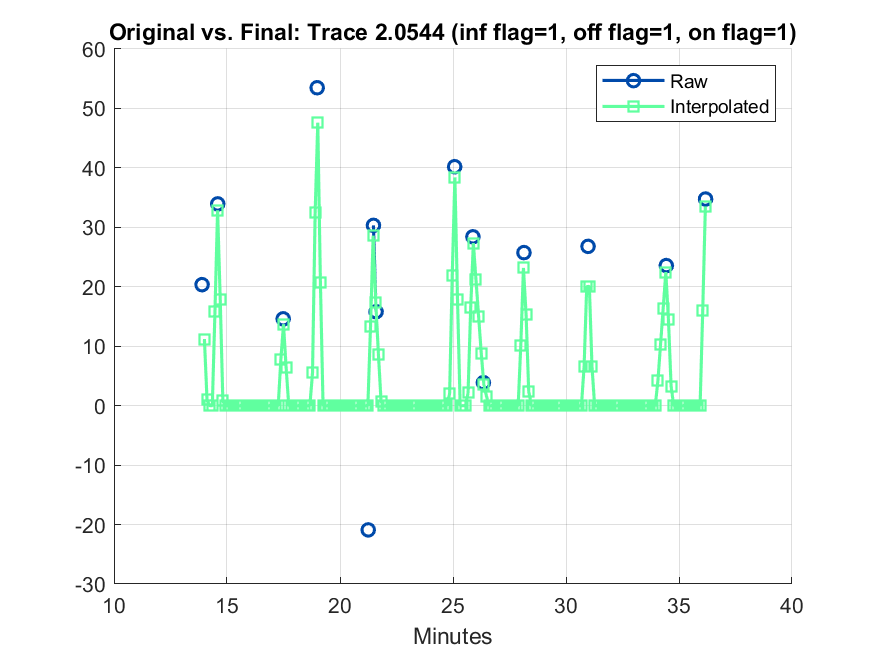 Original vs. Final: Trace 2.0544 (inf flag=1, off flag=1, on flag=1)
60
50
40
30
20
10
0
-10
-20
-30
Raw
Interpolated
10 15 20 25 30 35 40
Minutes